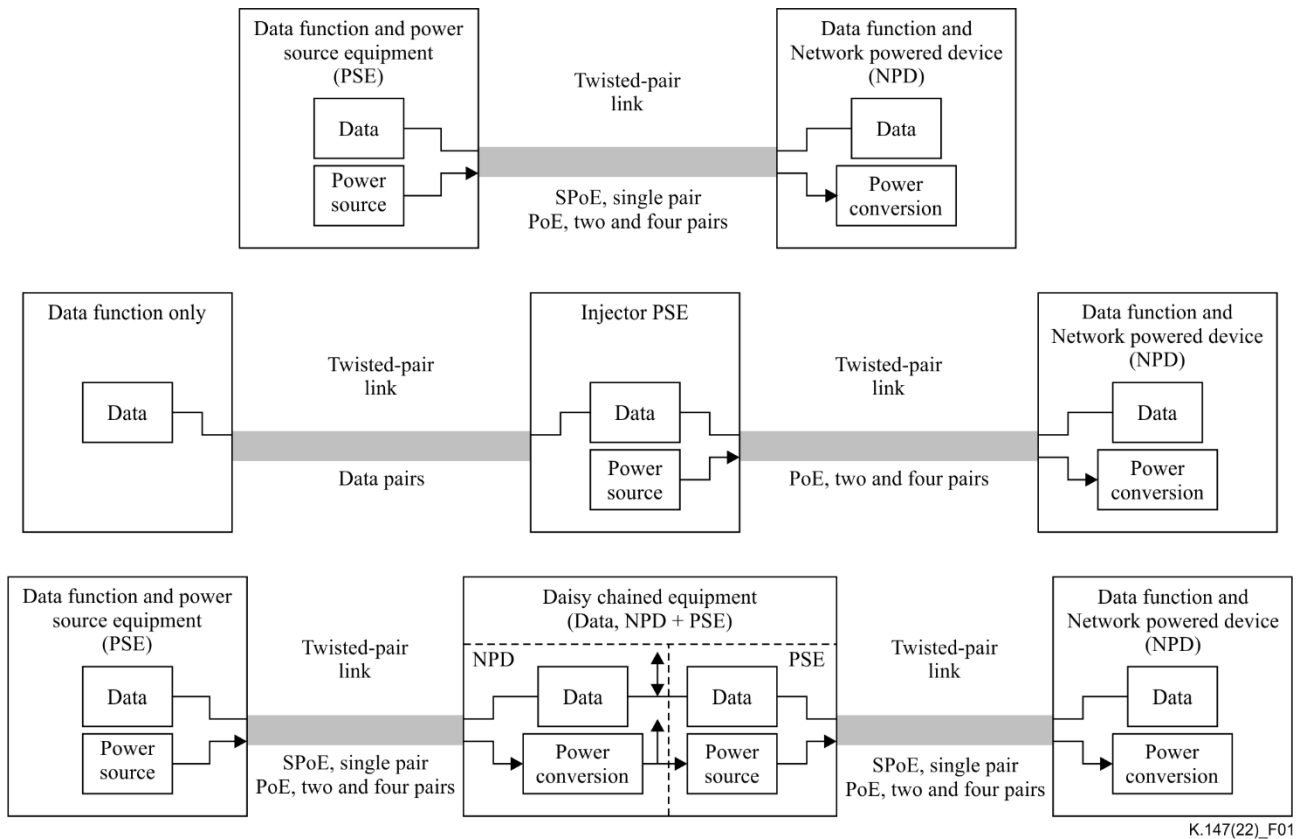 Data function and power
source equipment
(PSE)
Data
Power
source
Twisted-pair
link
SPoE, single pair
PoE, two and four pairs
Data function and
Network powered device
(NPD)
Data
Power
conversion
Data function only
Data
Twisted-pair
link
Data pairs
Injector PSE
Data
Power
source
Twisted-pair
link
PoE, two and four pairs
Data function and
Network powered device
(NPD)
Data
Power
conversion
Data function and power
source equipment
(PSE)
Data
Power
source
Twisted-pair
link
SPoE, single pair
PoE, two and four pairs
Daisy chained equipment
(Data, NPD + PSE)
NPD
Data
Power
conversion
PSE
Data
Power
source
Twisted-pair
link
SPoE, single pair
PoE, two and four pairs
Data function and
Network powered device
(NPD)
Data
Power
conversion
K.147(22)_F01